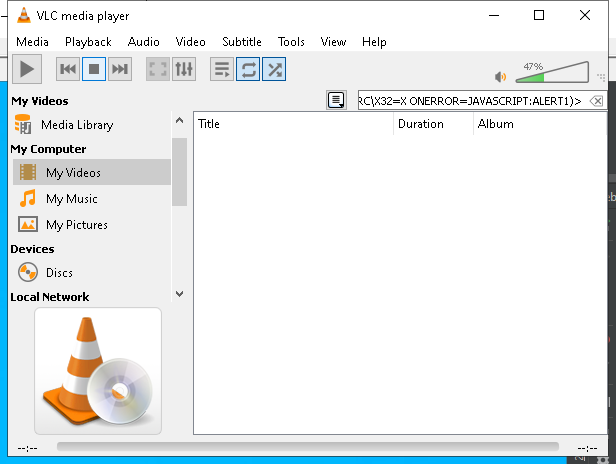 VLC media player
Media Playback Audio Video Subtitle Tools View Help
47%
My Videos
RC\X32=X ONERROR=JAVASCRIPT:ALERT1)>
Media Library
Title Duration Album
My Computer
My Videos
My Music
My Pictures
Devices
Discs
Local Network
--:-- --:--